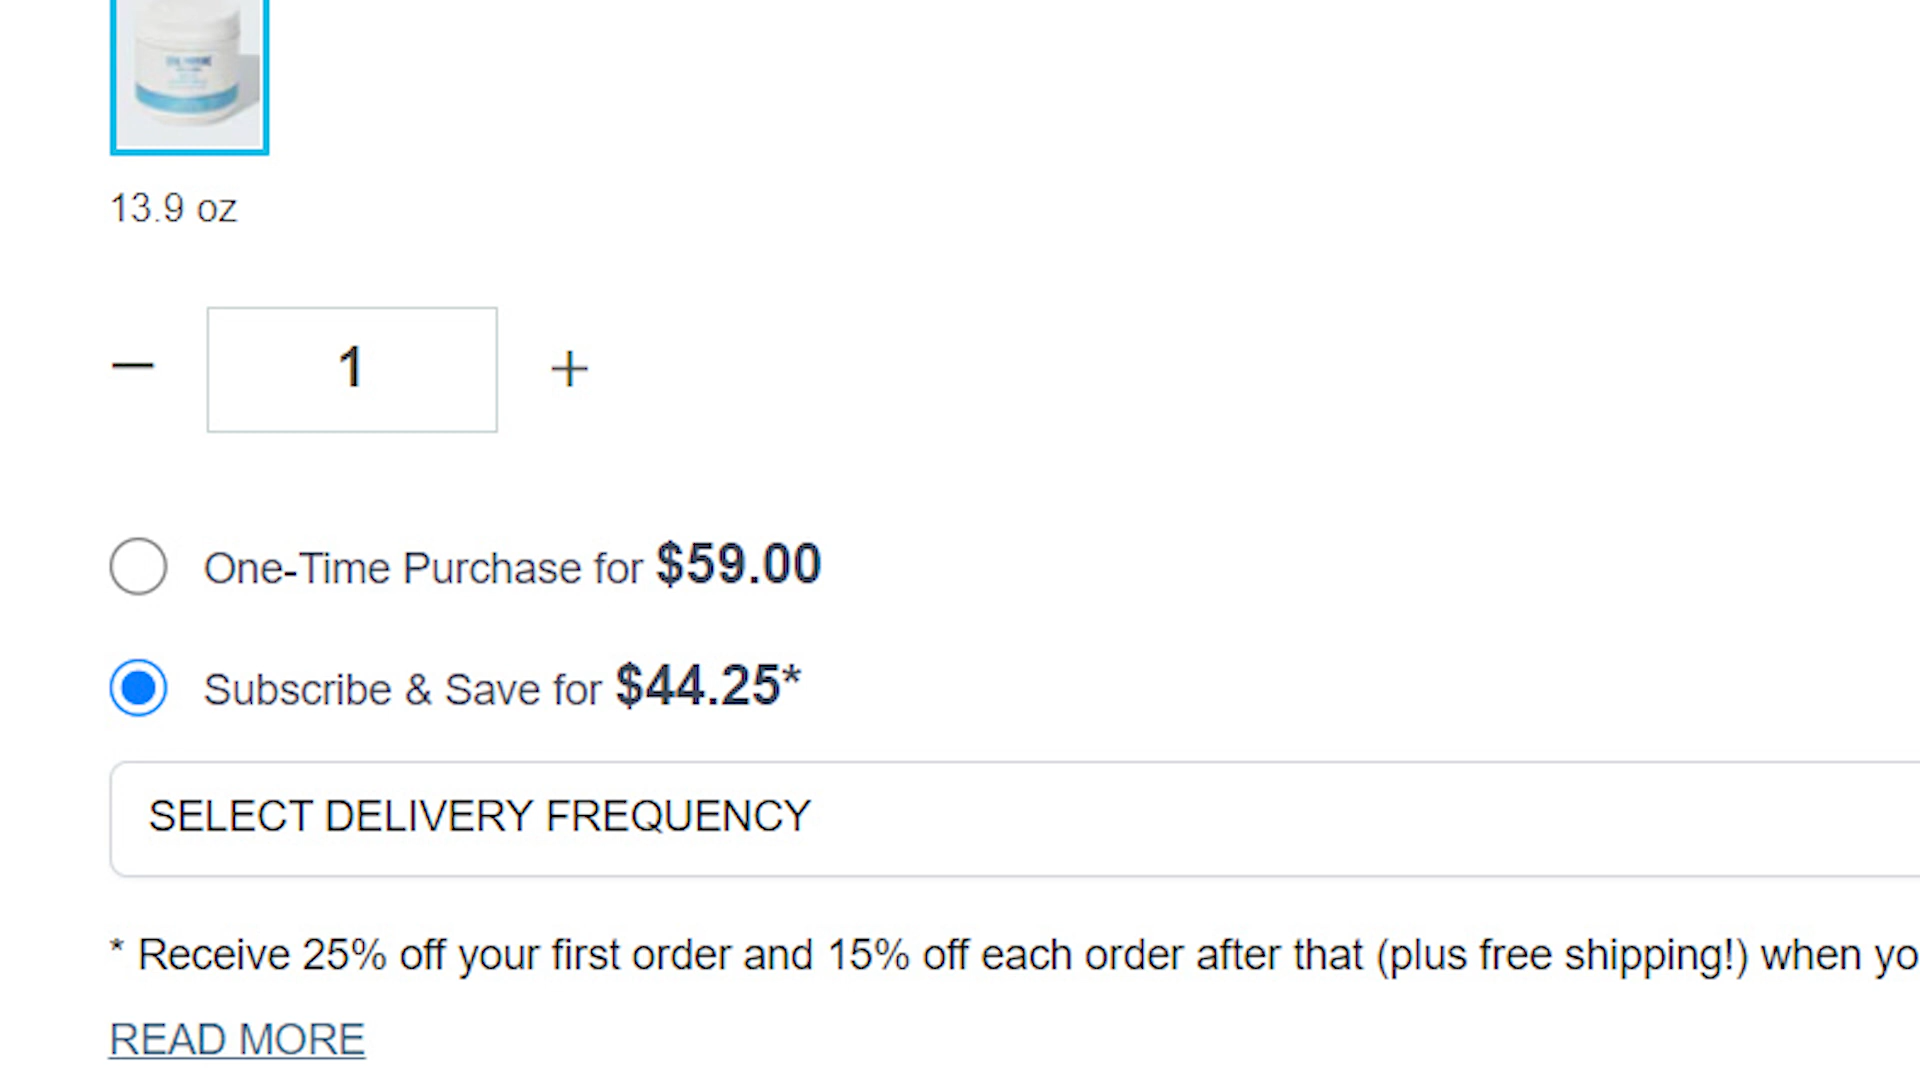 13.9 oz
1
One-Time Purchase for $59.00
Subscribe & Save for $44.25*
SELECT DELIVERY FREQUENCY
* Receive 25% off your first order and 15% off each order after that (plus free shipping!) when yo
READ MORE